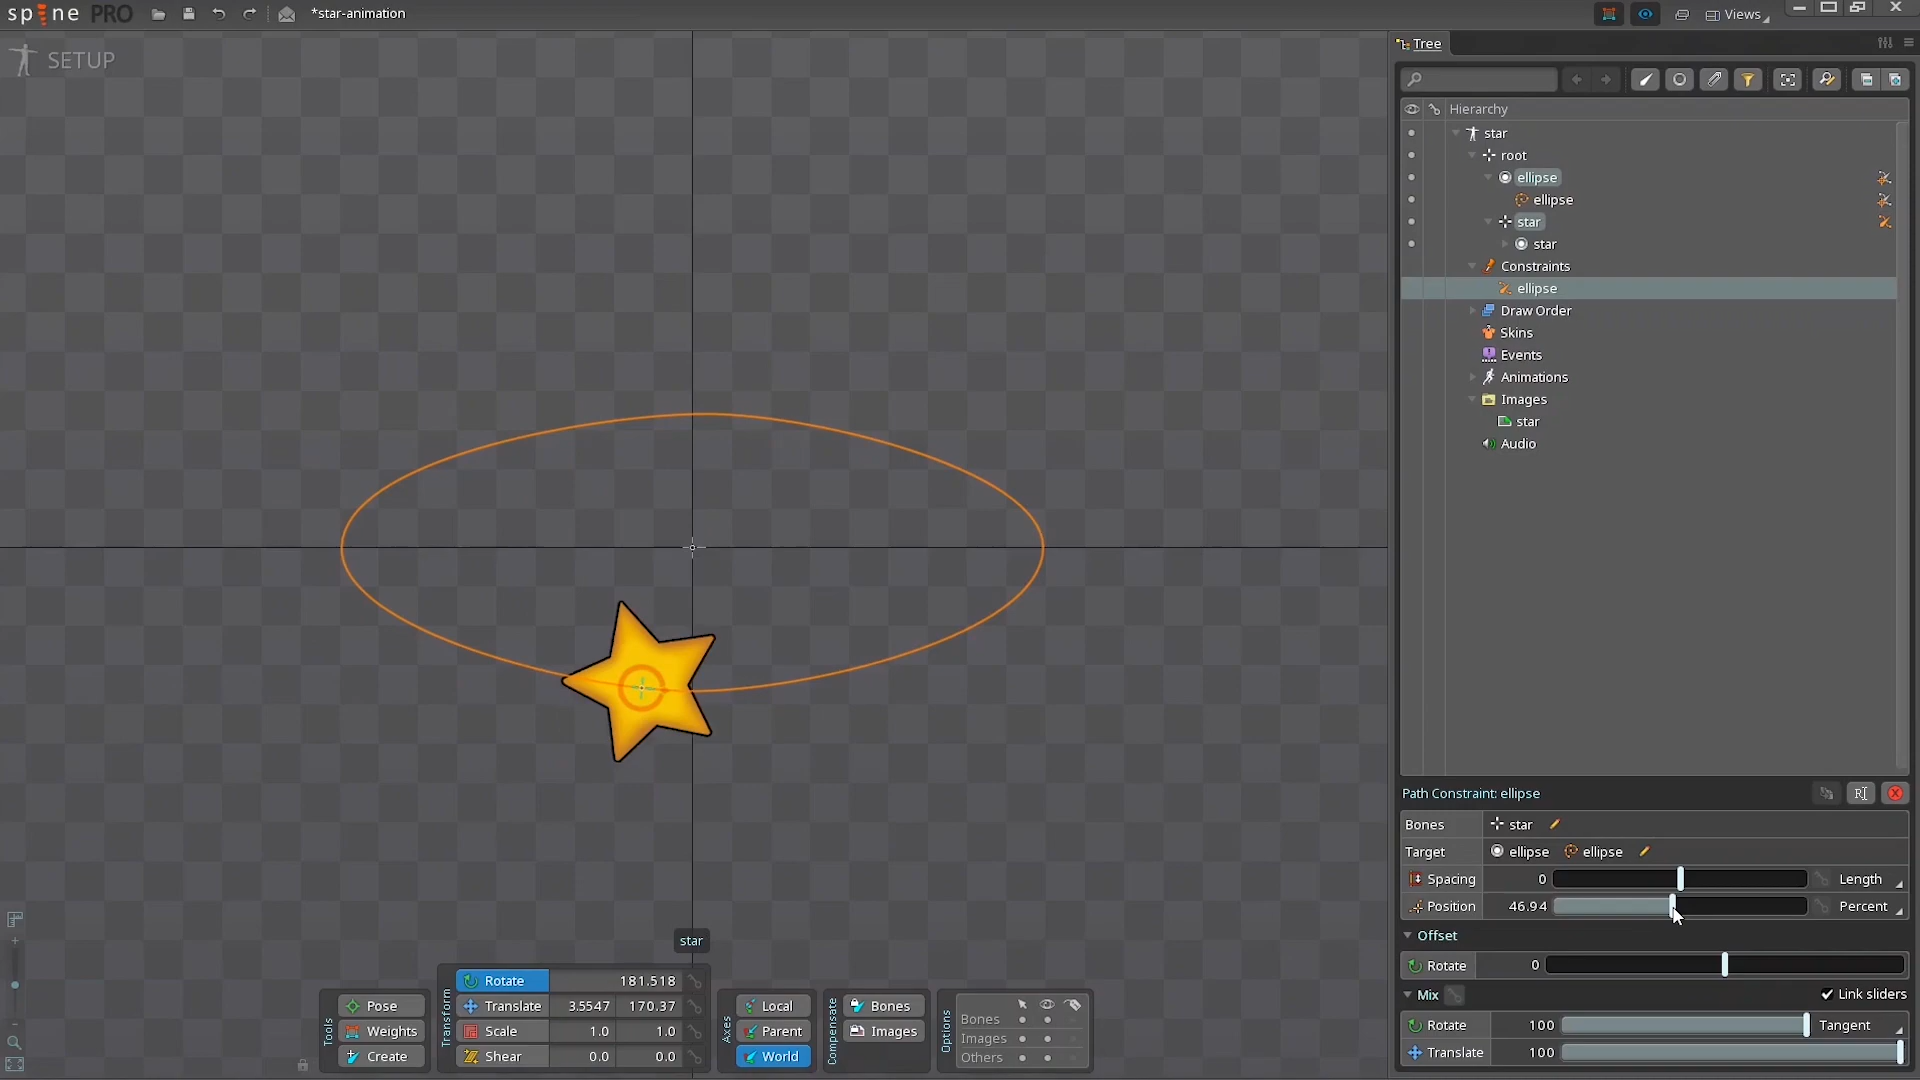 spine PRO
*star-animation
Views
SETUP
Tree
Hierarchy
star
root
ellipse
ellipse
star
star
Constraints
ellipse
Draw Order
Skins
Events
Animations
Images
star
Audio
Path Constraint: ellipse
Bones star
Target ellipse ellipse
Spacing 0 Length
Position 46.94 Percent
Offset
Rotate 0
Mix Link sliders
Rotate 100 Tangent
Translate 100
star
Tools
Pose
Weights
Create
Transform
Rotate 181.518
Translate 3.5547 170.37
Scale 1.0 1.0
Shear 0.0 0.0
Axes
Local
Parent
World
Compensate
Bones
Images
Options
Bones
Images
Others